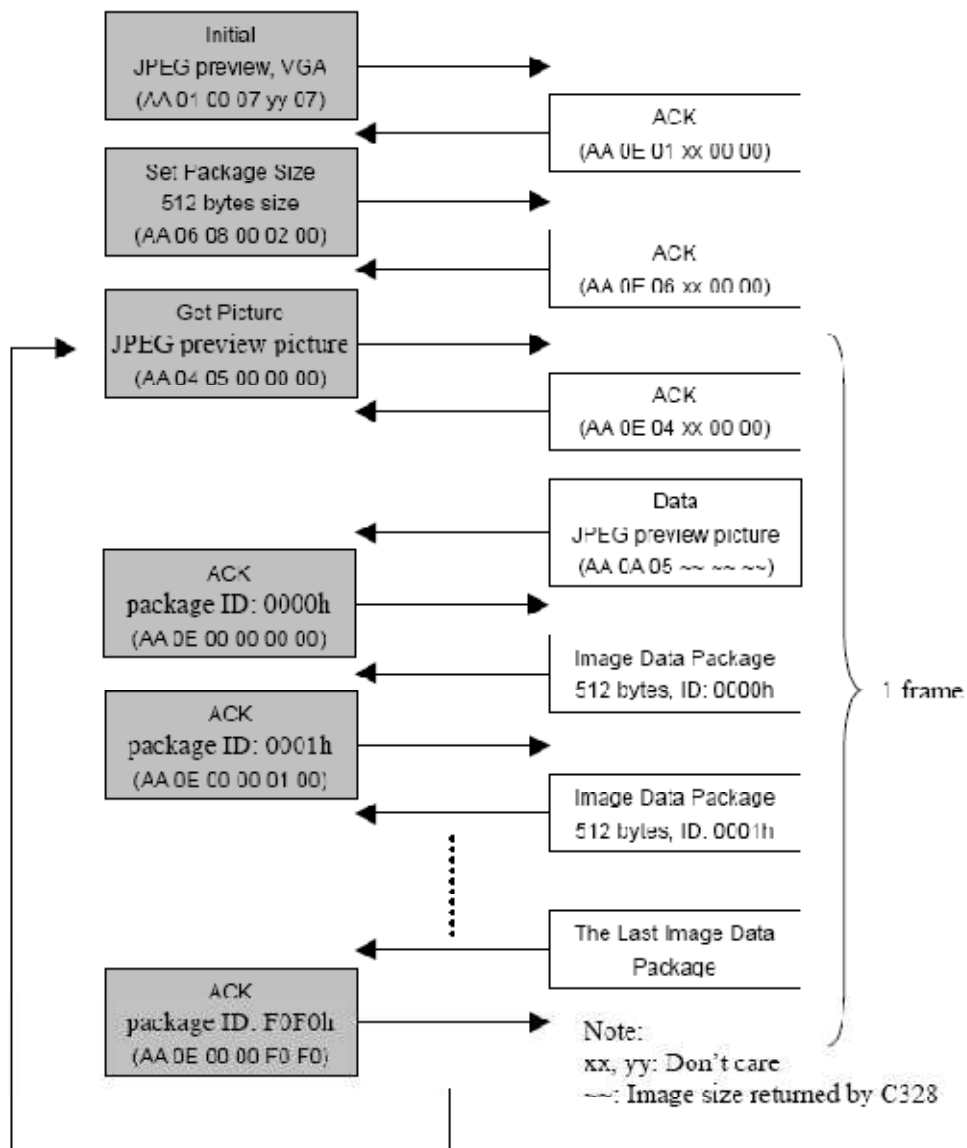 Initial
JPEG preview, VGA
(AA 01 00 07 yy 07)
ACK
(AA 0E 01 xx 00 00)
Set Package Size
512 bytes size
(AA 06 08 00 02 00)
ACK
(AA 0E 06 xx 00 00)
Get Picture
JPEG preview picture
(AA 04 05 00 00 00)
ACK
(AA 0E 04 xx 00 00)
Data
JPEG preview picture
(AA 0A 05 ~~ ~~ ~~)
ACK
package ID: 0000h
(AA 0E 00 00 00 00)
Image Data Package
512 bytes, ID: 0000h
1 frame
ACK
package ID: 0001h
(AA 0E 00 00 01 00)
Image Data Package
512 bytes, ID: 0001h
The Last Image Data
Package
ACK
package ID: F0F0h
(AA 0E 00 00 F0 F0)
Note:
xx, yy: Don't care
~~: Image size returned by C328